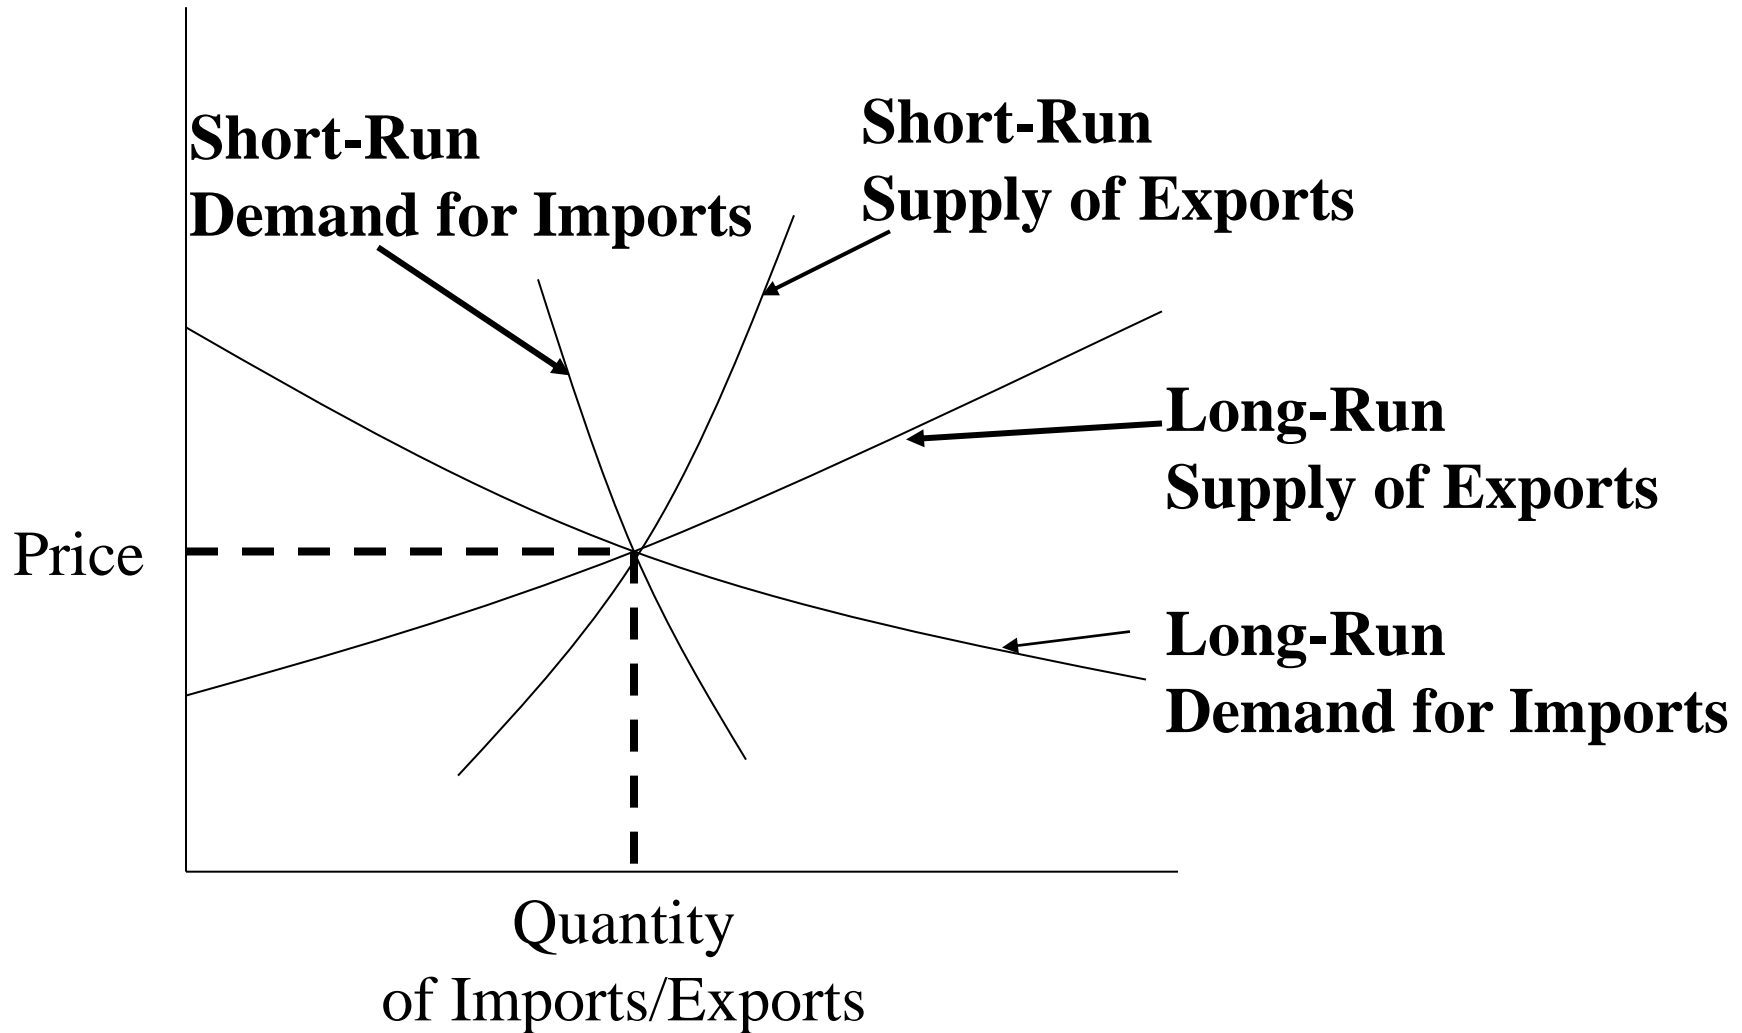 Short-Run
Demand for Imports
Short-Run
Supply of Exports
Long-Run
Supply of Exports
Price
Long-Run
Demand for Imports
Quantity
of Imports/Exports